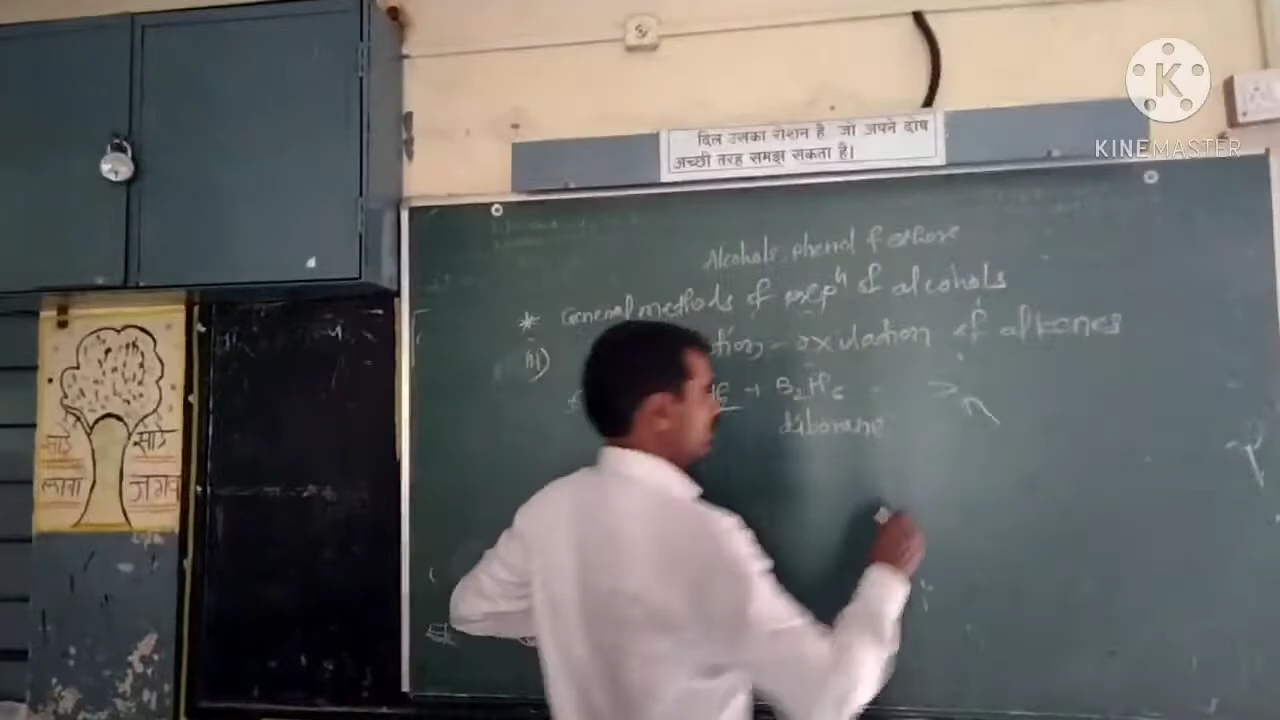 K
KINEMASTER
दिल उसका रोशन है जो अपने दोष
अच्छी तरह समझ सकता है।
Alcohols phenol & ethers
* General methods of prepn of alcohols
oxidation of alkenes
+ B2H6
diborane
झाडे
झाडे
लावा
जगवा